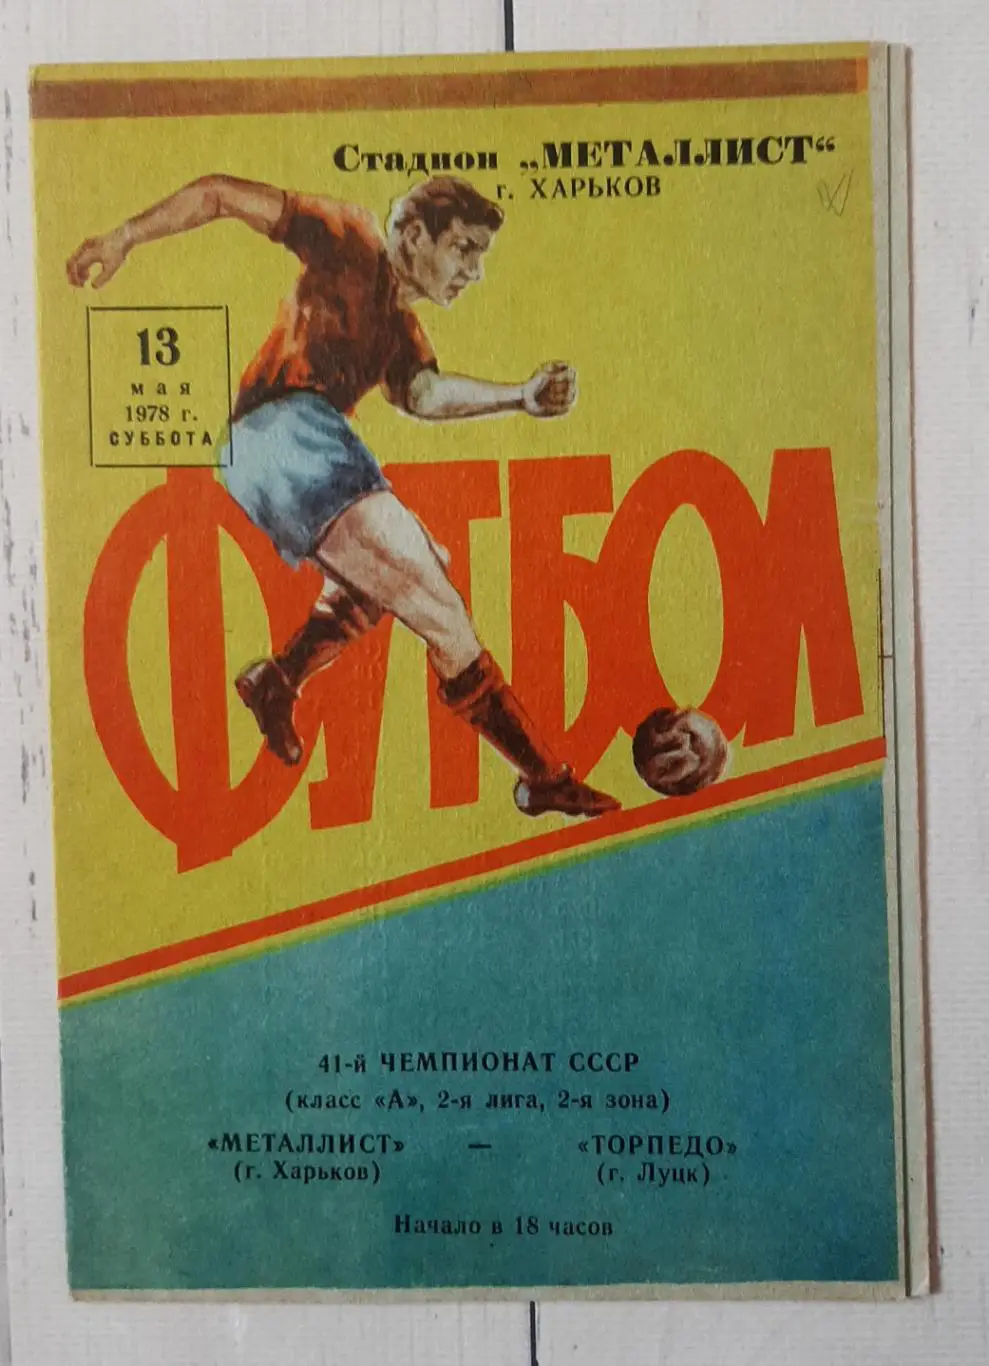 Стадион „МЕТАЛЛИСТ“
г. ХАРЬКОВ
13
мая
1978 г.
СУББОТА
ФУТБОЛ
41-й ЧЕМПИОНАТ СССР
(класс «А», 2-я лига, 2-я зона)
«МЕТАЛЛИСТ» — «ТОРПЕДО»
(г. Харьков) (г. Луцк)
Начало в 18 часов